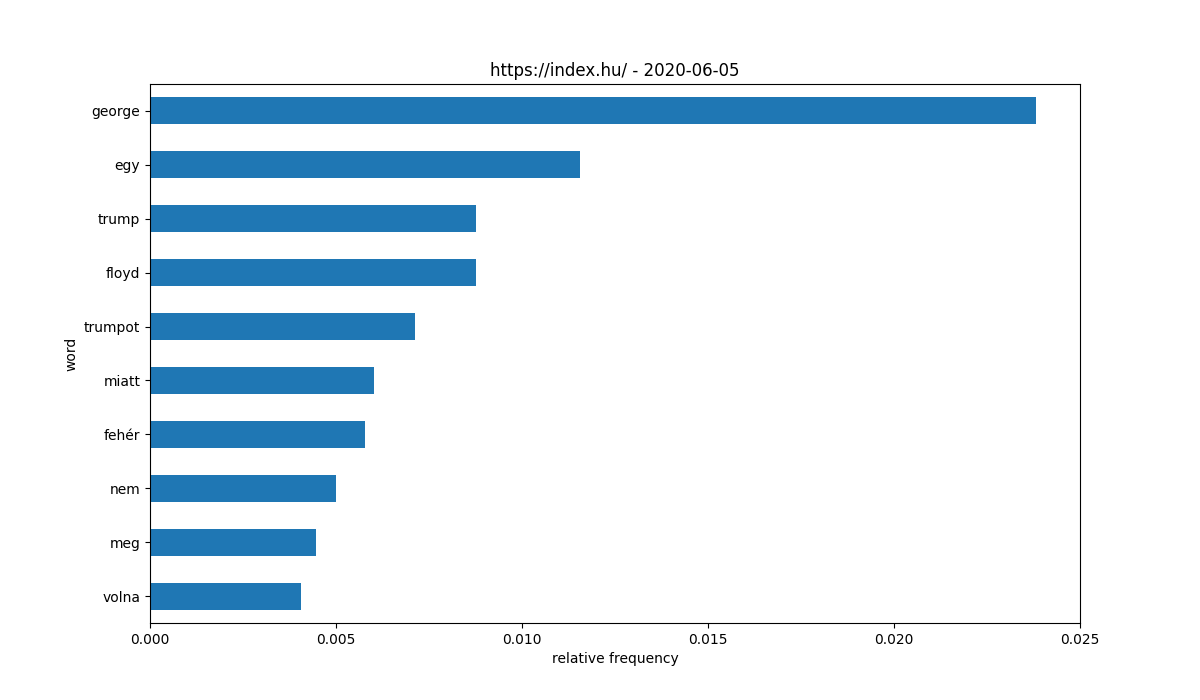 https://index.hu/ - 2020-06-05
george
egy
trump
floyd
trumpot
miatt
fehér
nem
meg
volna
word
0.000 0.005 0.010 0.015 0.020 0.025
relative frequency